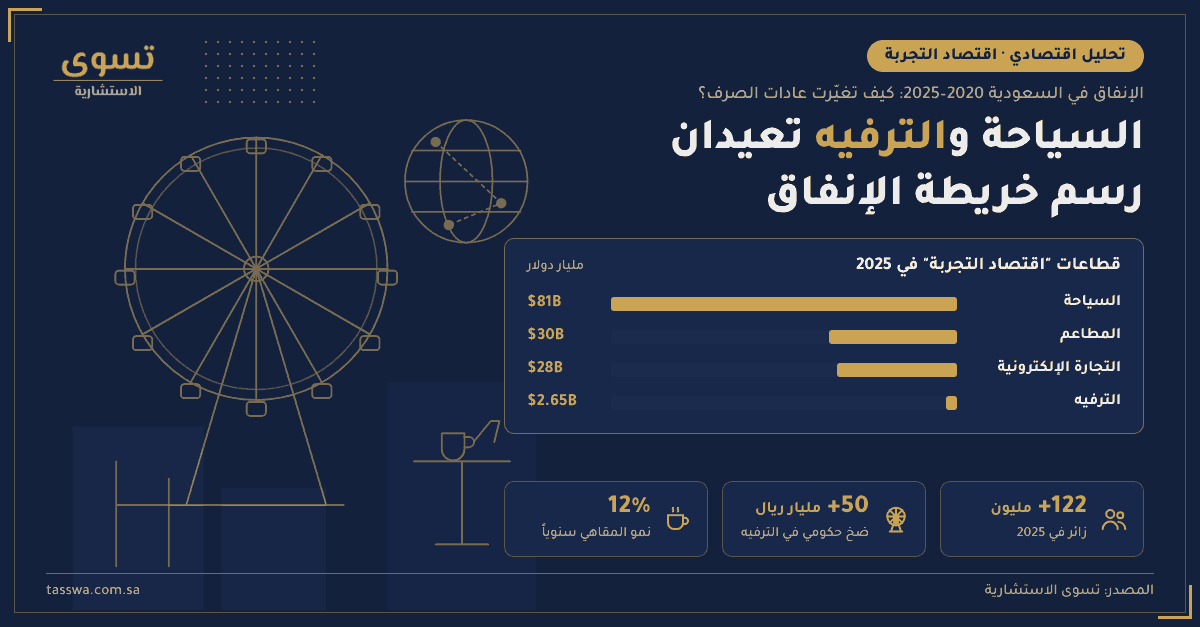 تسوى
الاستشارية
تحليل اقتصادي · اقتصاد التجربة
الإنفاق في السعودية 2020-2025: كيف تغيّرت عادات الصرف؟
السياحة والترفيه تعيدان
رسم خريطة الإنفاق
قطاعات "اقتصاد التجربة" في 2025
مليار دولار
السياحة $81B
المطاعم $30B
التجارة الإلكترونية $28B
الترفيه $2.65B
122+ مليون
زائر في 2025
50+ مليار ريال
ضخ حكومي في الترفيه
12%
نمو المقاهي سنوياً
المصدر: تسوى الاستشارية
tasswa.com.sa